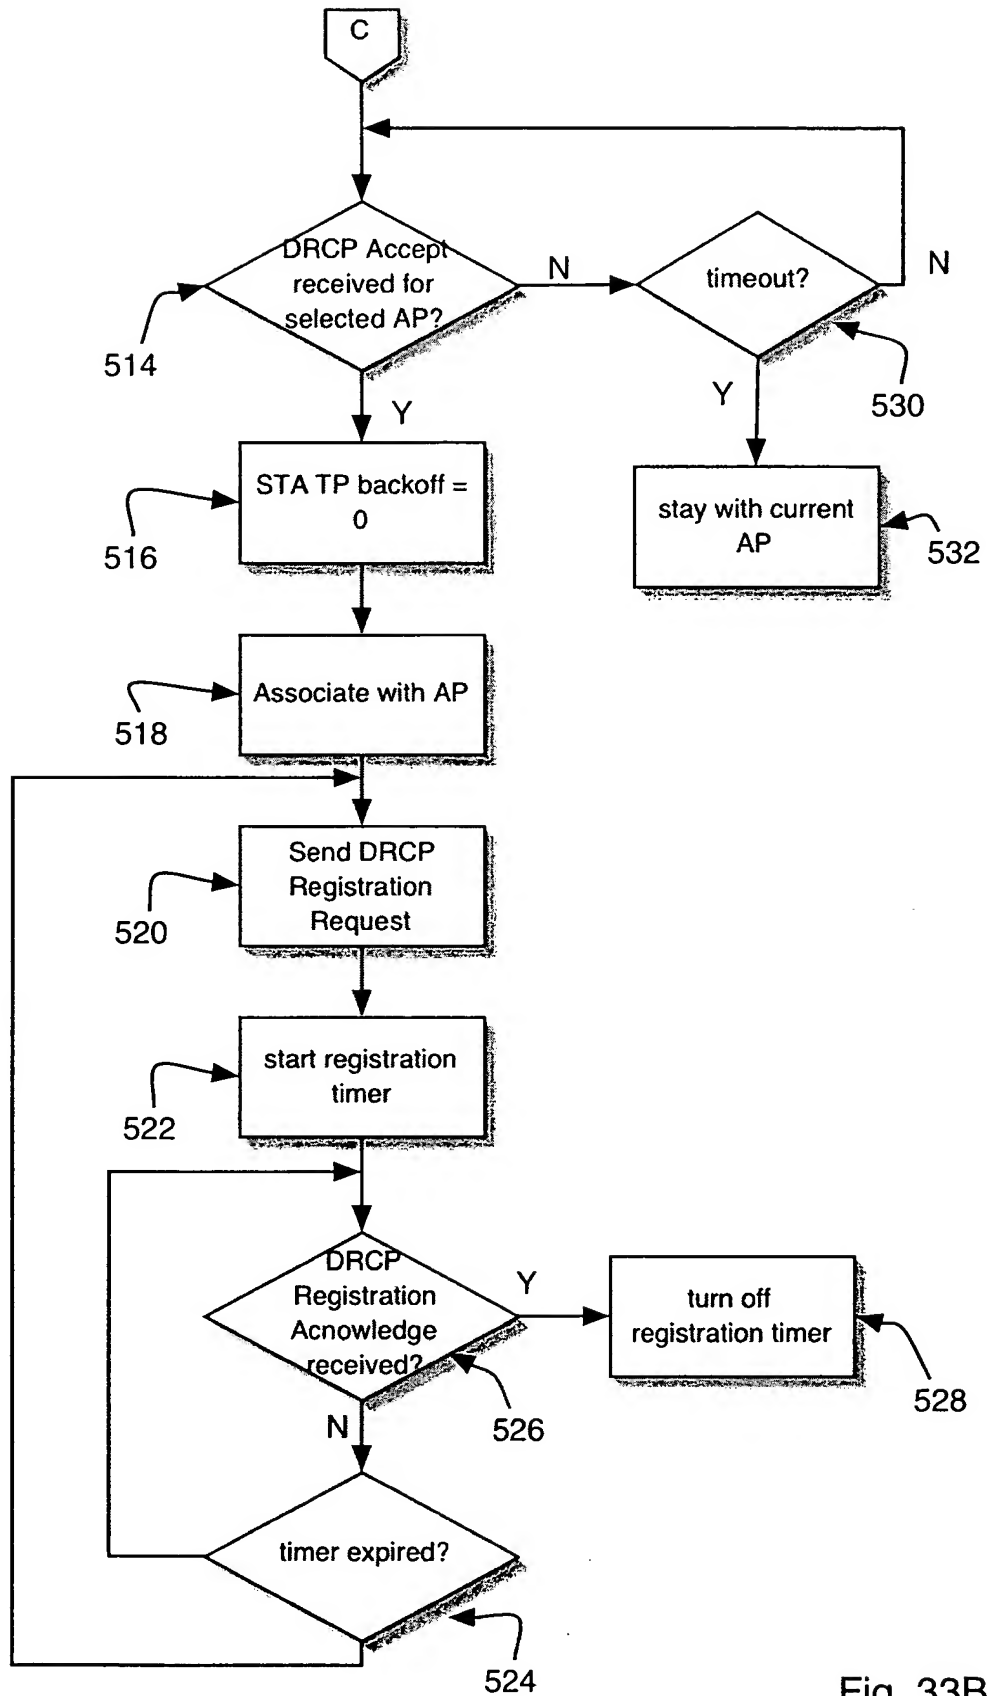 C
DRCP Accept
received for
selected AP?
N
timeout?
N
514
530
Y
Y
STA TP backoff =
0
516
stay with current
AP
532
Associate with AP
518
Send DRCP
Registration
Request
520
start registration
timer
522
DRCP
Registration
Acnowledge
received?
Y
turn off
registration timer
528
526
N
timer expired?
524
Fig. 33B